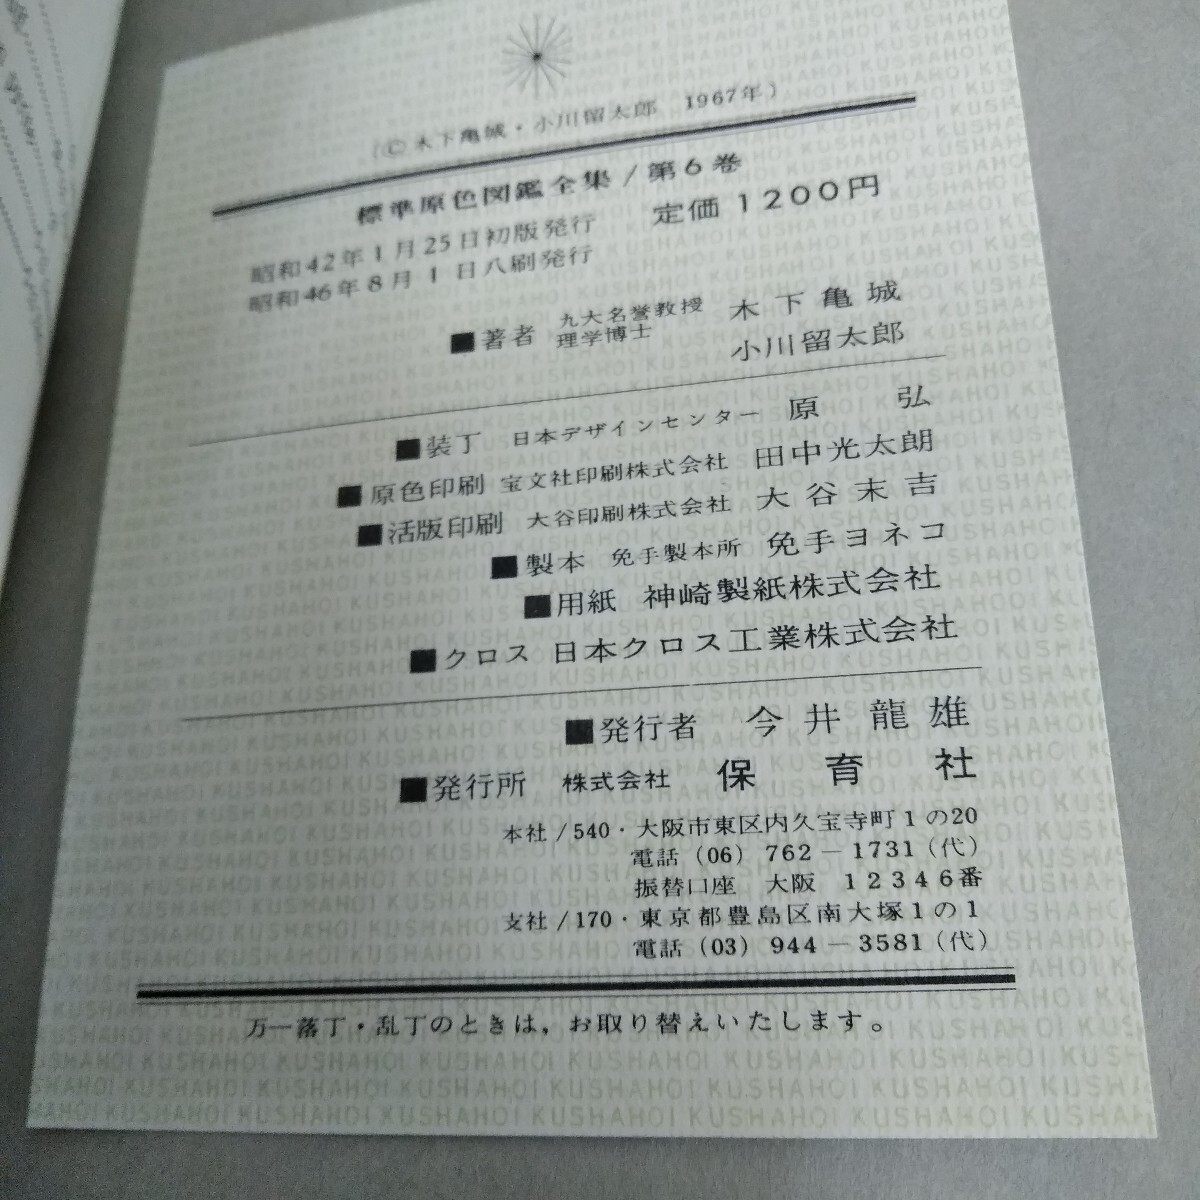 (© 木下亀城・小川留太郎 1967年)
標準原色図鑑全集 / 第6巻
昭和42年1月25日初版発行
昭和46年8月1日八刷発行
定価1200円
■著者 九大名誉教授 理学博士 木下亀城
小川留太郎
■装丁 日本デザインセンター 原 弘
■原色印刷 宝文社印刷株式会社 田中光太朗
■活版印刷 大谷印刷株式会社 大谷末吉
■製本 免手製本所 免手ヨネコ
■用紙 神崎製紙株式会社
■クロス 日本クロス工業株式会社
■発行者 今井龍雄
■発行所 株式会社 保育社
本社/540・大阪市東区内久宝寺町1の20
電話 (06) 762－1731 (代)
振替口座 大阪 12346番
支社/170・東京都豊島区南大塚1の1
電話 (03) 944－3581 (代)
万一落丁・乱丁のときは，お取り替えいたします。